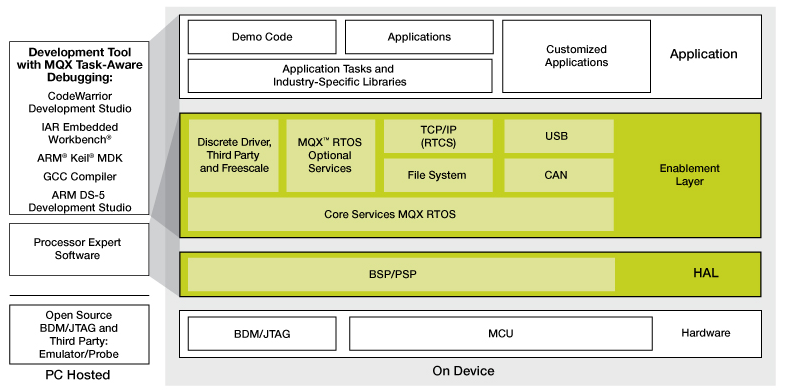 Development Tool
with MQX Task-Aware
Debugging:
CodeWarrior
Development Studio
IAR Embedded
Workbench®
ARM® Keil® MDK
GCC Compiler
ARM DS-5
Development Studio
Processor Expert
Software
Open Source
BDM/JTAG and
Third Party:
Emulator/Probe
PC Hosted
Demo Code
Applications
Customized
Applications
Application
Application Tasks and
Industry-Specific Libraries
Discrete Driver,
Third Party
and Freescale
MQX™ RTOS
Optional
Services
TCP/IP
(RTCS)
USB
File System
CAN
Enablement
Layer
Core Services MQX RTOS
BSP/PSP
HAL
BDM/JTAG
MCU
Hardware
On Device